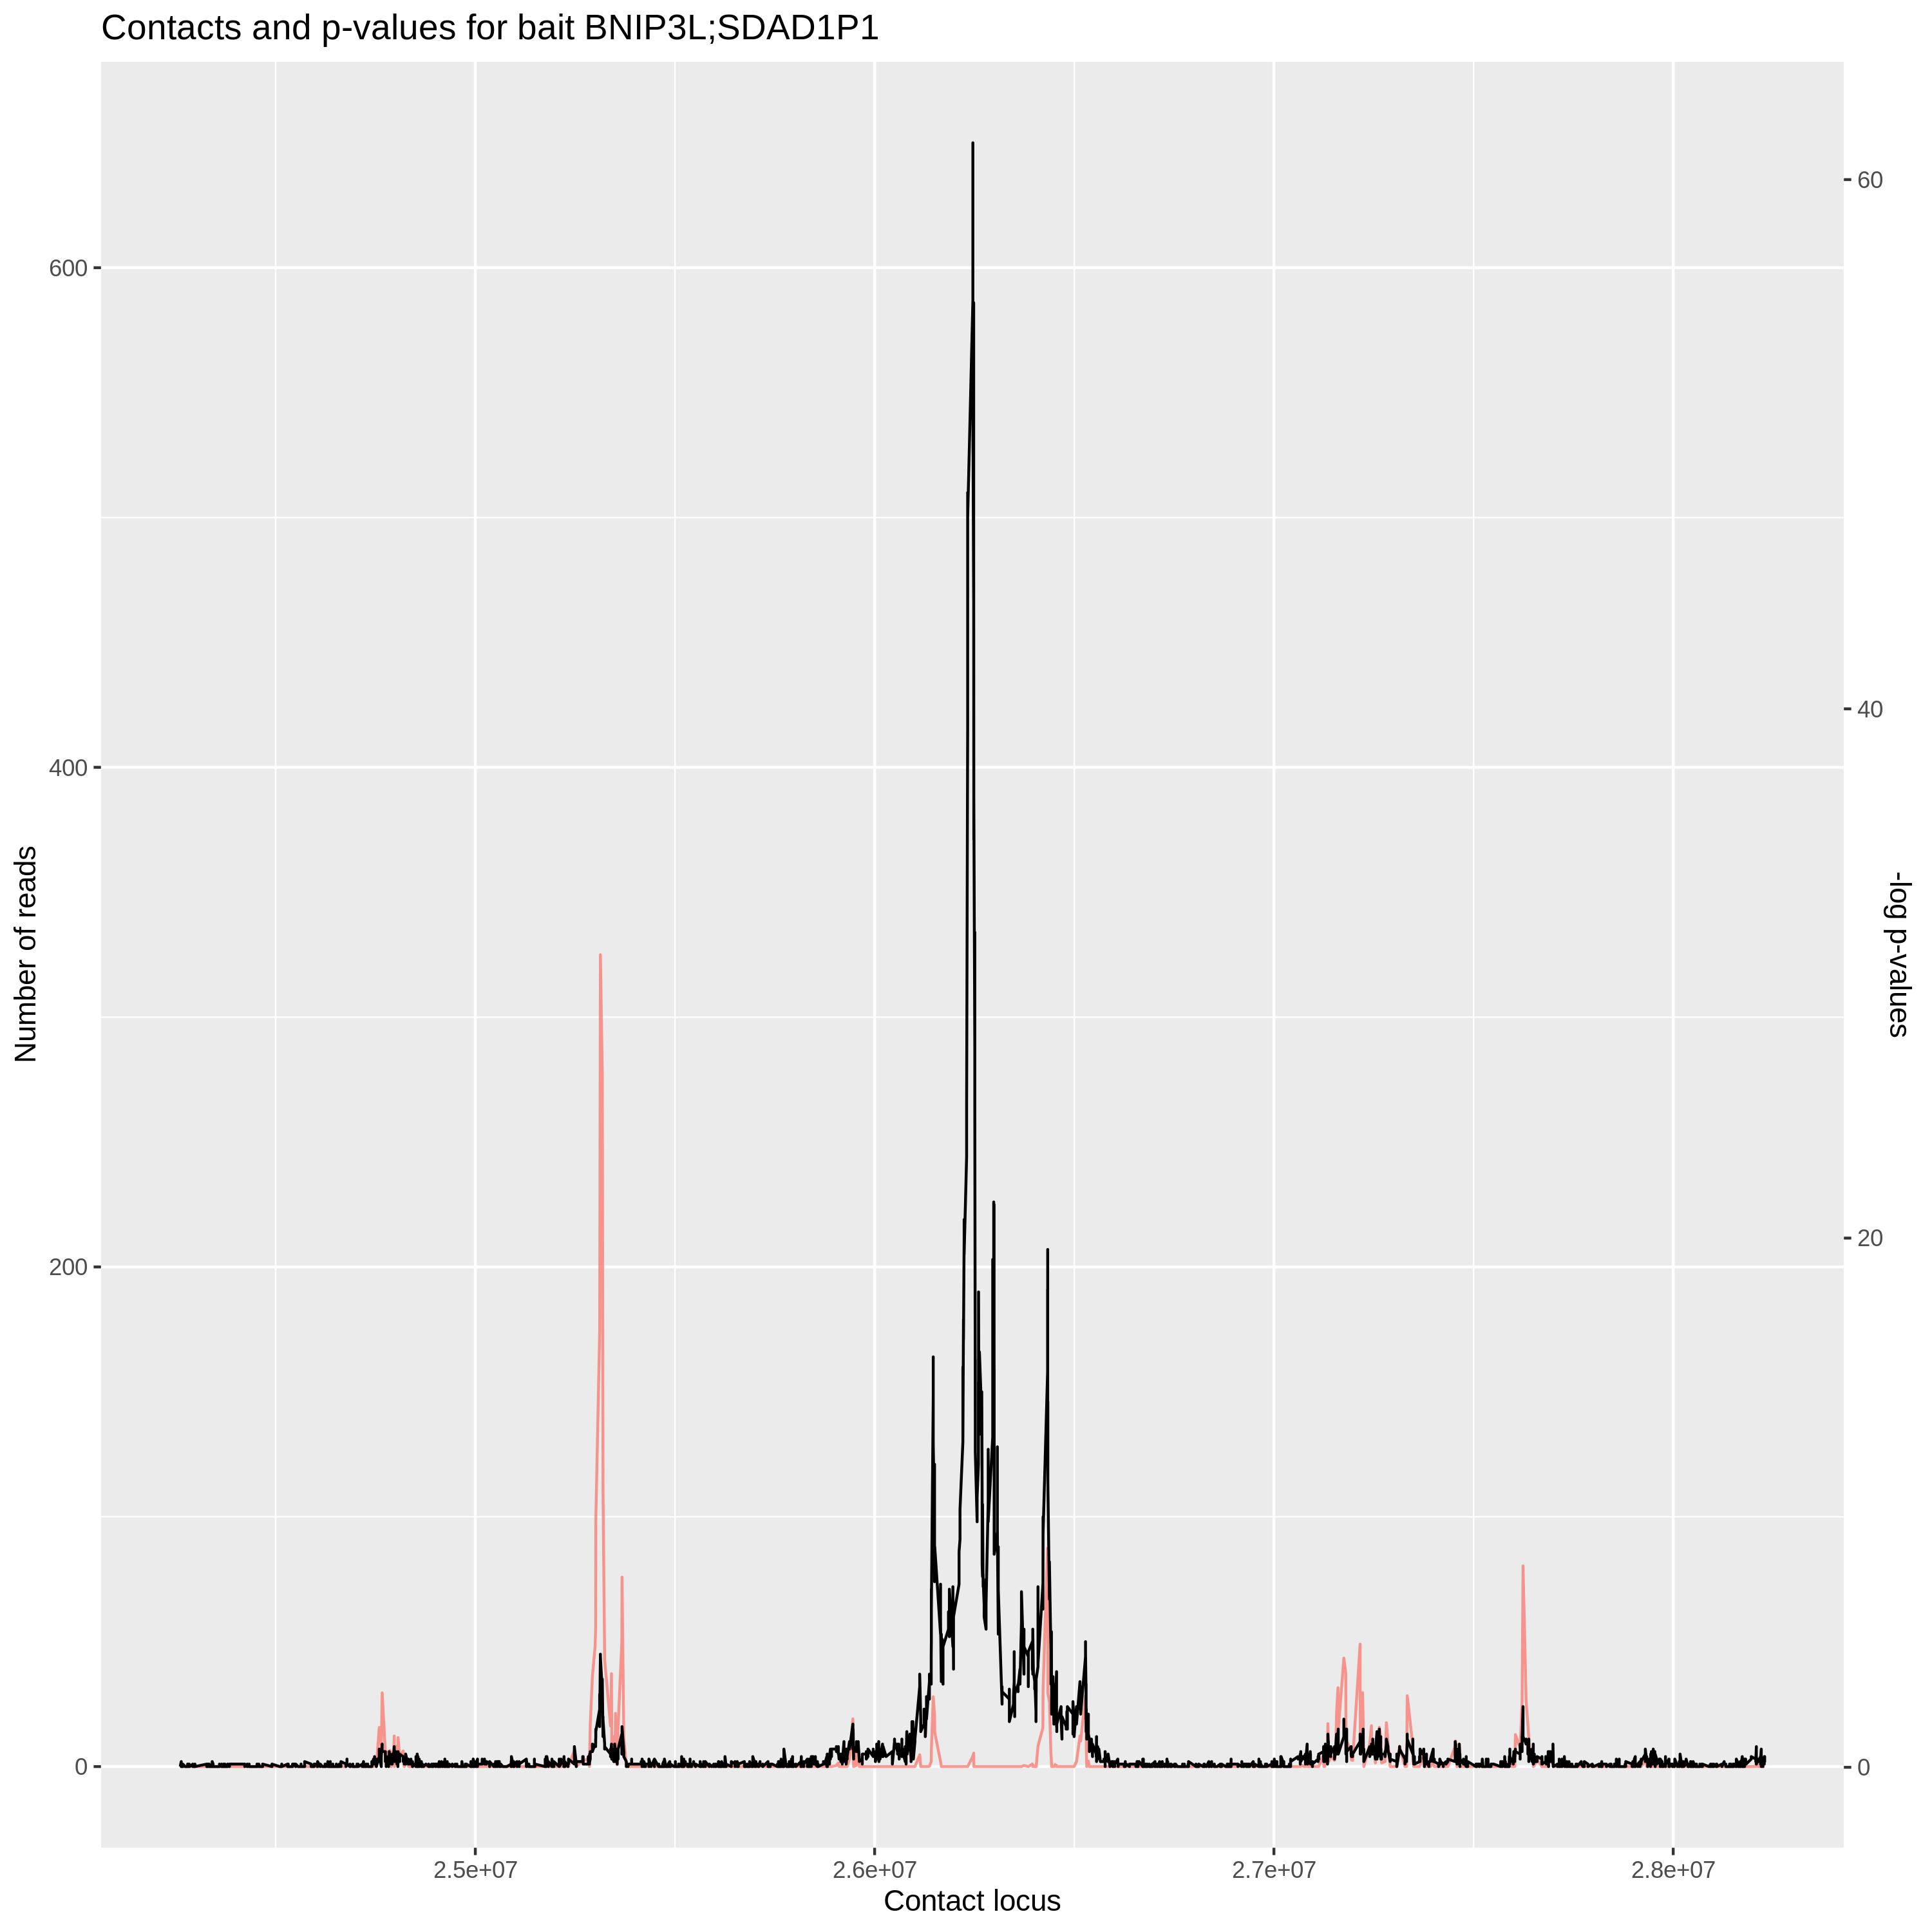 Contacts and p-values for bait BNIP3L;SDAD1P1
600
400
200
0
Number of reads
60
40
20
0
-log p-values
2.5e+07
2.6e+07
2.7e+07
2.8e+07
Contact locus